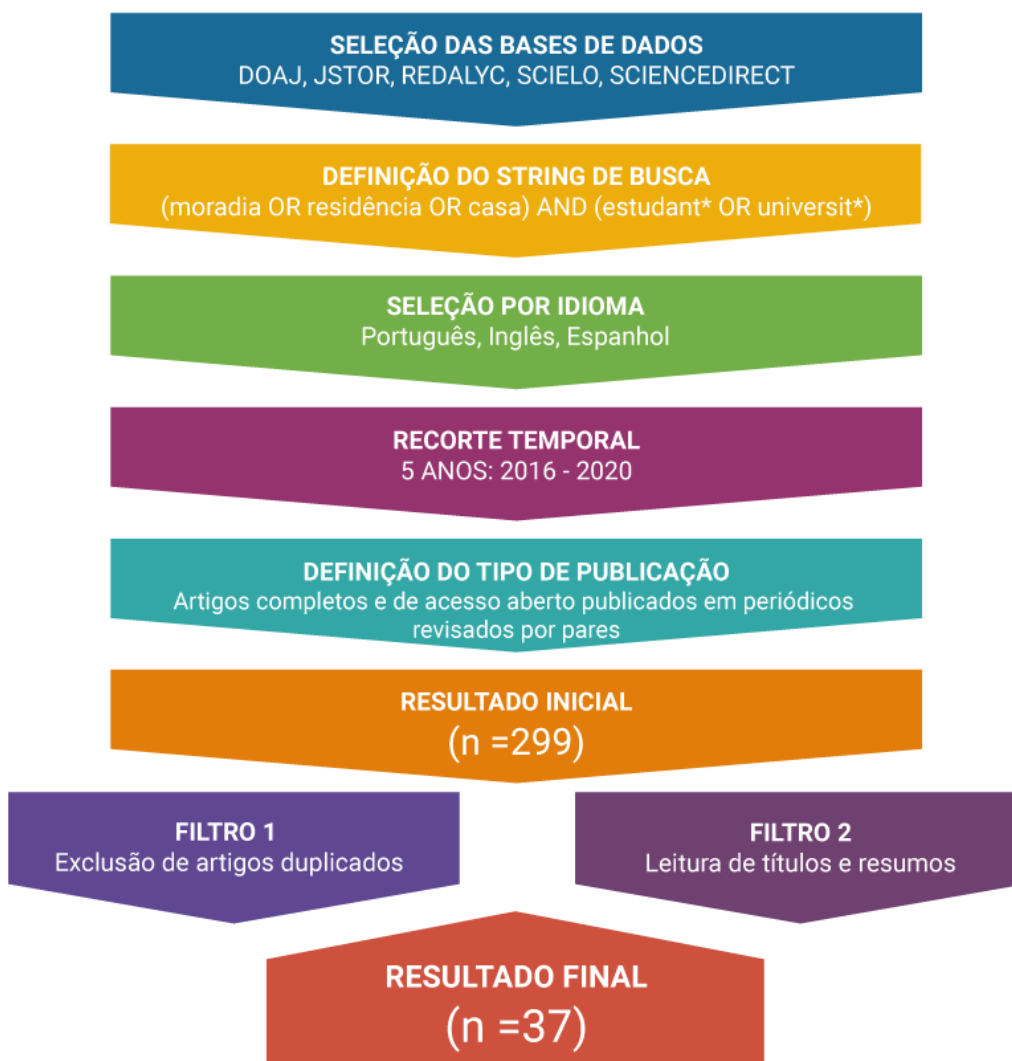 SELEÇÃO DAS BASES DE DADOS
DOAJ, JSTOR, REDALYC, SCIELO, SCIENCEDIRECT
DEFINIÇÃO DO STRING DE BUSCA
(moradia OR residência OR casa) AND (estudant* OR universit*)
SELEÇÃO POR IDIOMA
Português, Inglês, Espanhol
RECORTE TEMPORAL
5 ANOS: 2016 - 2020
DEFINIÇÃO DO TIPO DE PUBLICAÇÃO
Artigos completos e de acesso aberto publicados em periódicos
revisados por pares
RESULTADO INICIAL
(n =299)
FILTRO 1
Exclusão de artigos duplicados
FILTRO 2
Leitura de títulos e resumos
RESULTADO FINAL
(n =37)